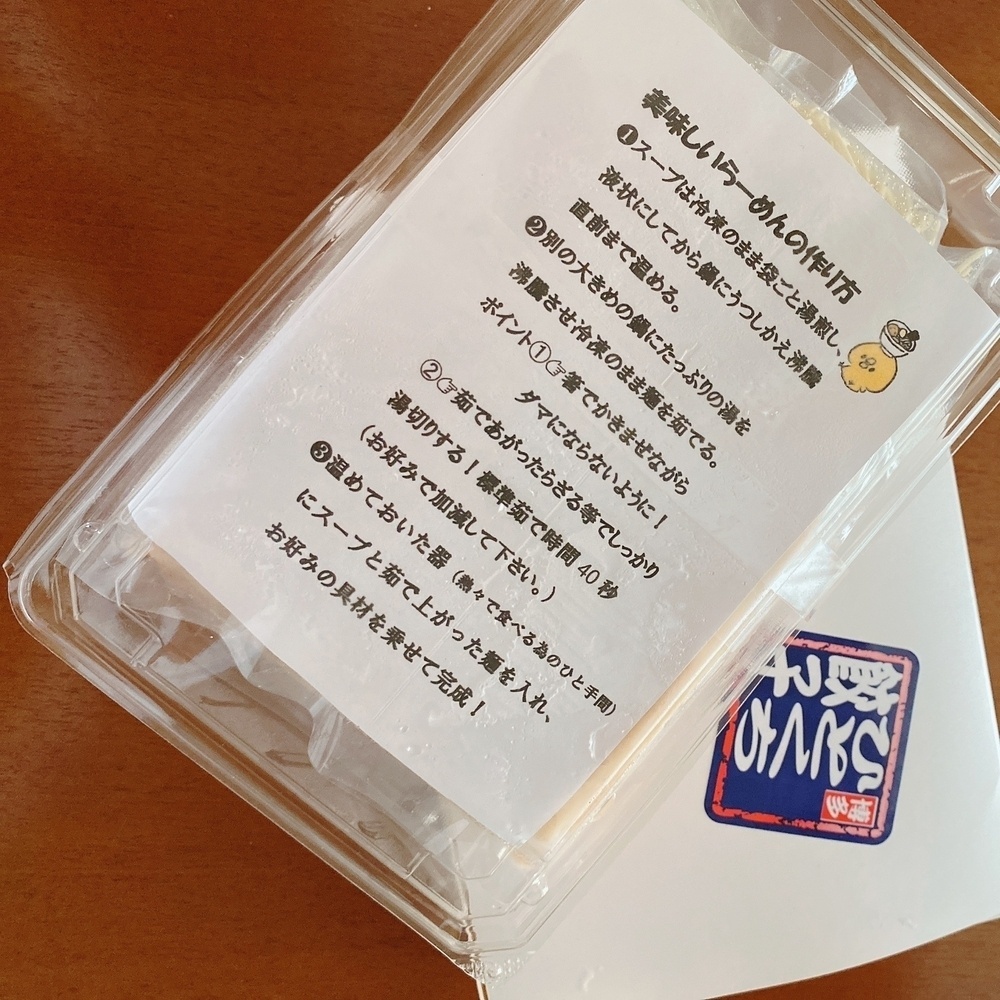 美味しいらーめんの作り方
❶スープは冷凍のまま袋ごと湯煎し、
液状にしてから鍋にうつしかえ沸騰
直前まで温める。
❷別の大きめの鍋にたっぷりの湯を
沸騰させ冷凍のまま麺を茹でる。
ポイント①☞箸でかきまぜながら
ダマにならないように！
②☞茹であがったらざる等でしっかり
湯切りする！標準茹で時間40秒
（お好みで加減して下さい。）
❸温めておいた器（熱々で食べる為のひと手間）
にスープと茹で上がった麺を入れ、
お好みの具材を乗せて完成！
博多
ひとくち
餃子